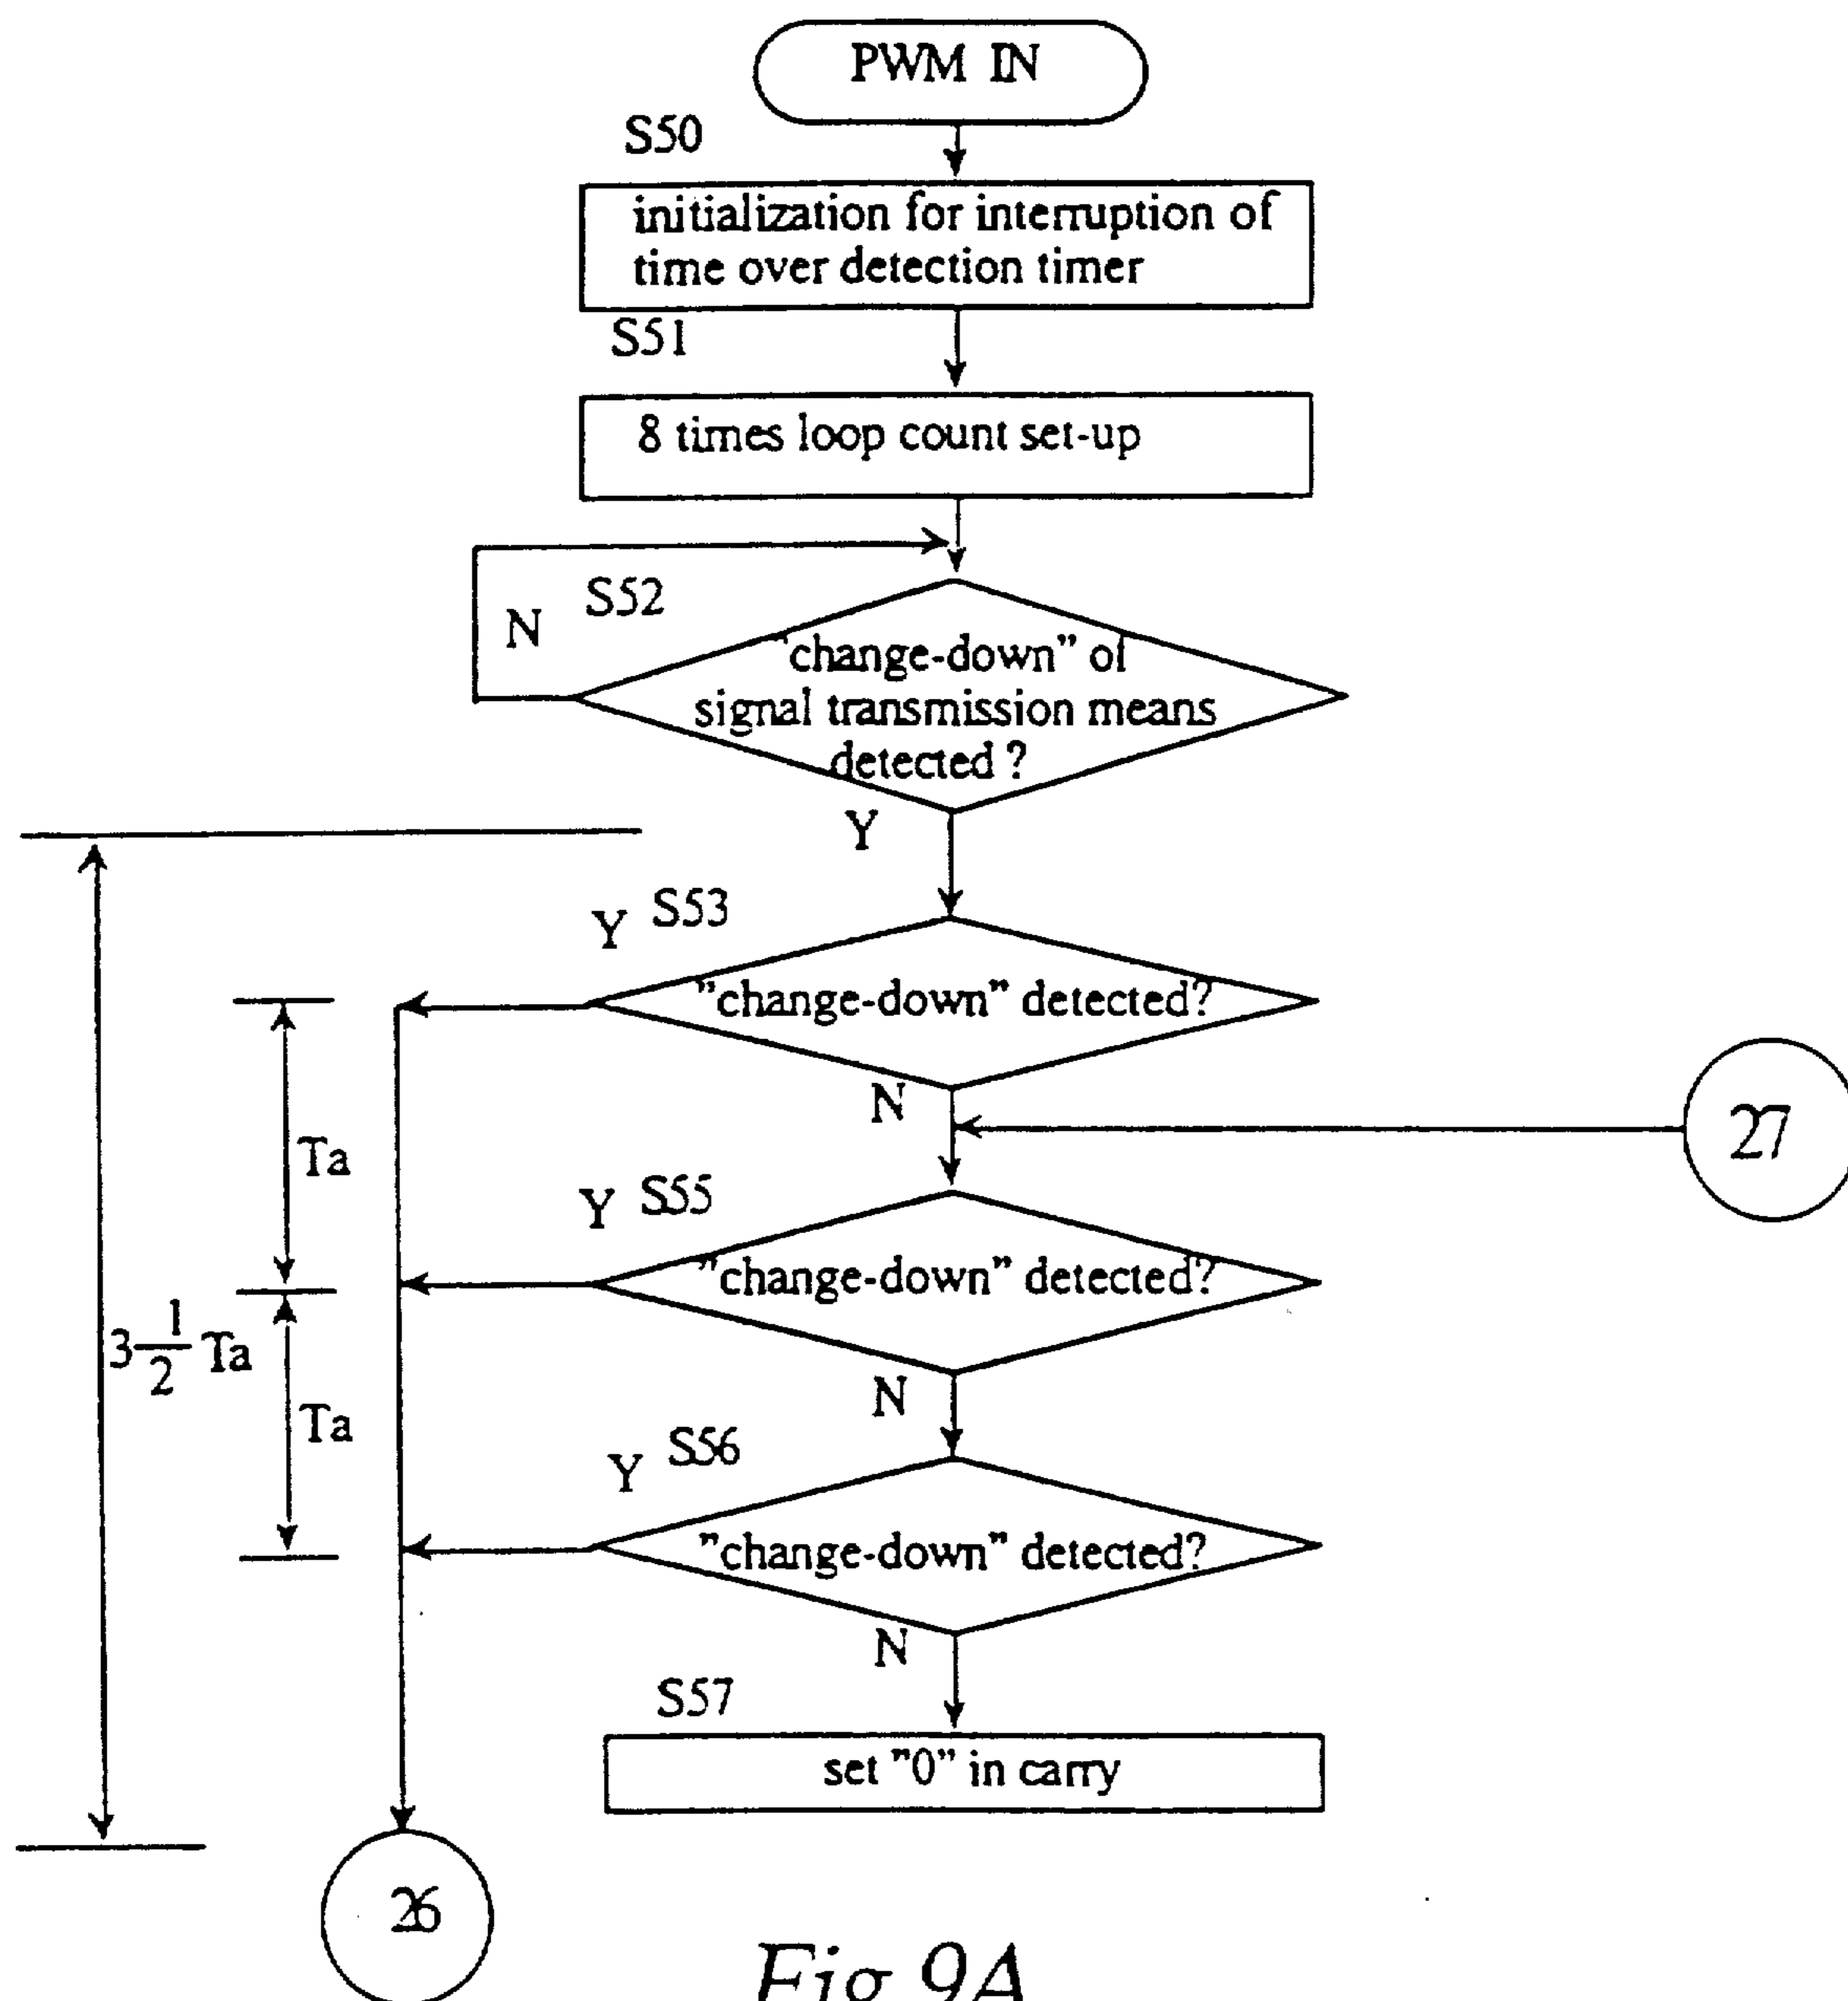 PWM IN
S50
initialization for interruption of
time over detection timer
S51
8 times loop count set-up
S52
N
"change-down" of
signal transmission means
detected ?
Y
Y S53
"change-down" detected?
N
27
Ta
Y S55
"change-down" detected?
3 1/2 Ta
N
Ta
Y S56
"change-down" detected?
N
S57
set "0" in carry
26
Fig 9A